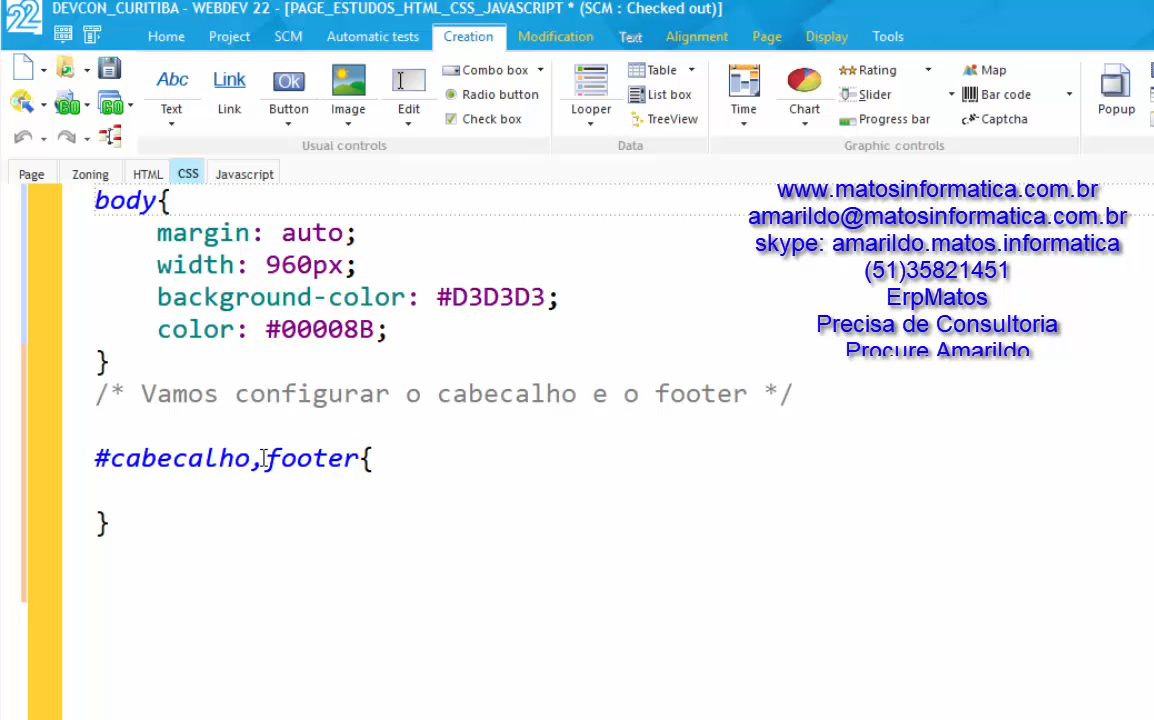 22
DEVCON_CURITIBA - WEBDEV 22 - [PAGE_ESTUDOS_HTML_CSS_JAVASCRIPT * (SCM : Checked out)]
Home Project SCM Automatic tests Creation Modification Text Alignment Page Display Tools
Abc Link Ok Combo box Table Rating Map
Radio button List box Slider Bar code
Text Link Button Image Edit Check box Looper TreeView Time Chart Progress bar Captcha Popup
GO GO
Usual controls Data Graphic controls
Page Zoning HTML CSS Javascript
www.matosinformatica.com.br
amarildo@matosinformatica.com.br
skype: amarildo.matos.informatica
(51)35821451
ErpMatos
Precisa de Consultoria
Procure Amarildo
body{
margin: auto;
width: 960px;
background-color: #D3D3D3;
color: #00008B;
}
/* Vamos configurar o cabecalho e o footer */
#cabecalho,footer{
}